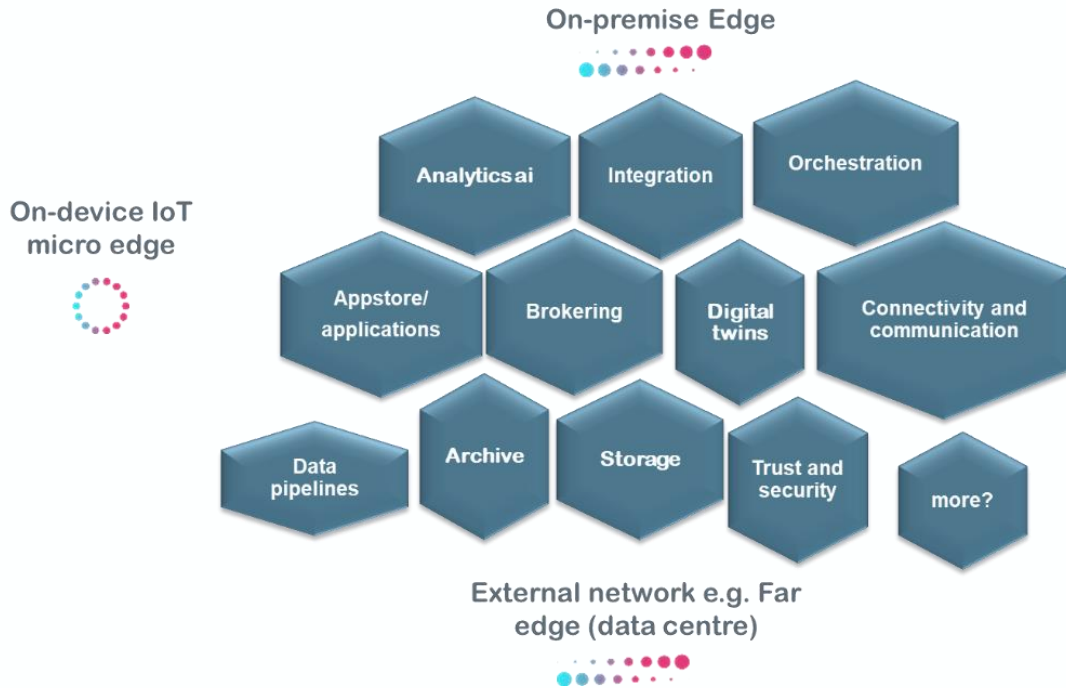 On-premise Edge
Analytics ai
Integration
Orchestration
On-device IoT
micro edge
Appstore/
applications
Brokering
Digital
twins
Connectivity and
communication
Data
pipelines
Archive
Storage
Trust and
security
more?
External network e.g. Far
edge (data centre)